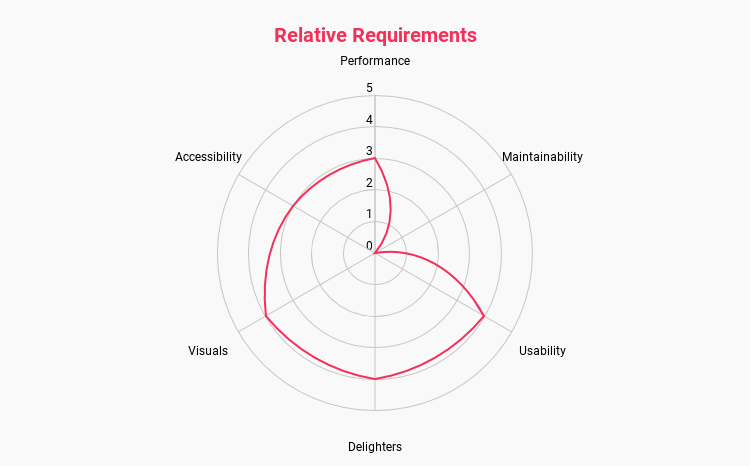 Relative Requirements
Performance
5
4
3
2
1
0
Accessibility
Maintainability
Visuals
Usability
Delighters